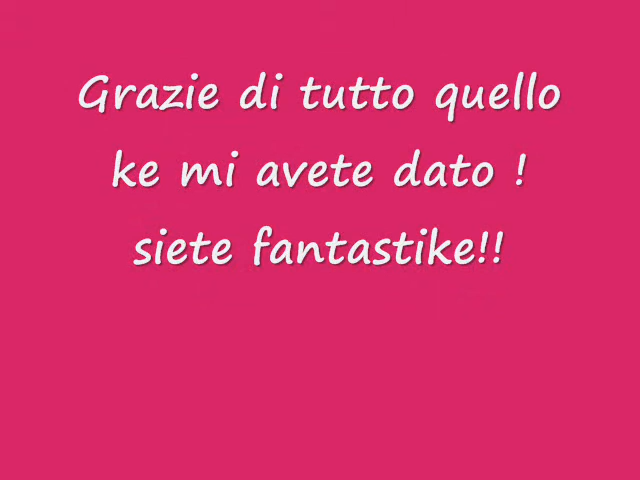 Grazie di tutto quello
ke mi avete dato !
siete fantastike!!